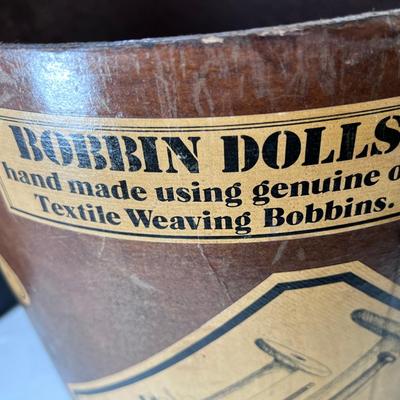 BOBBIN DOLLS
hand made using genuine
Textile Weaving Bobbins.